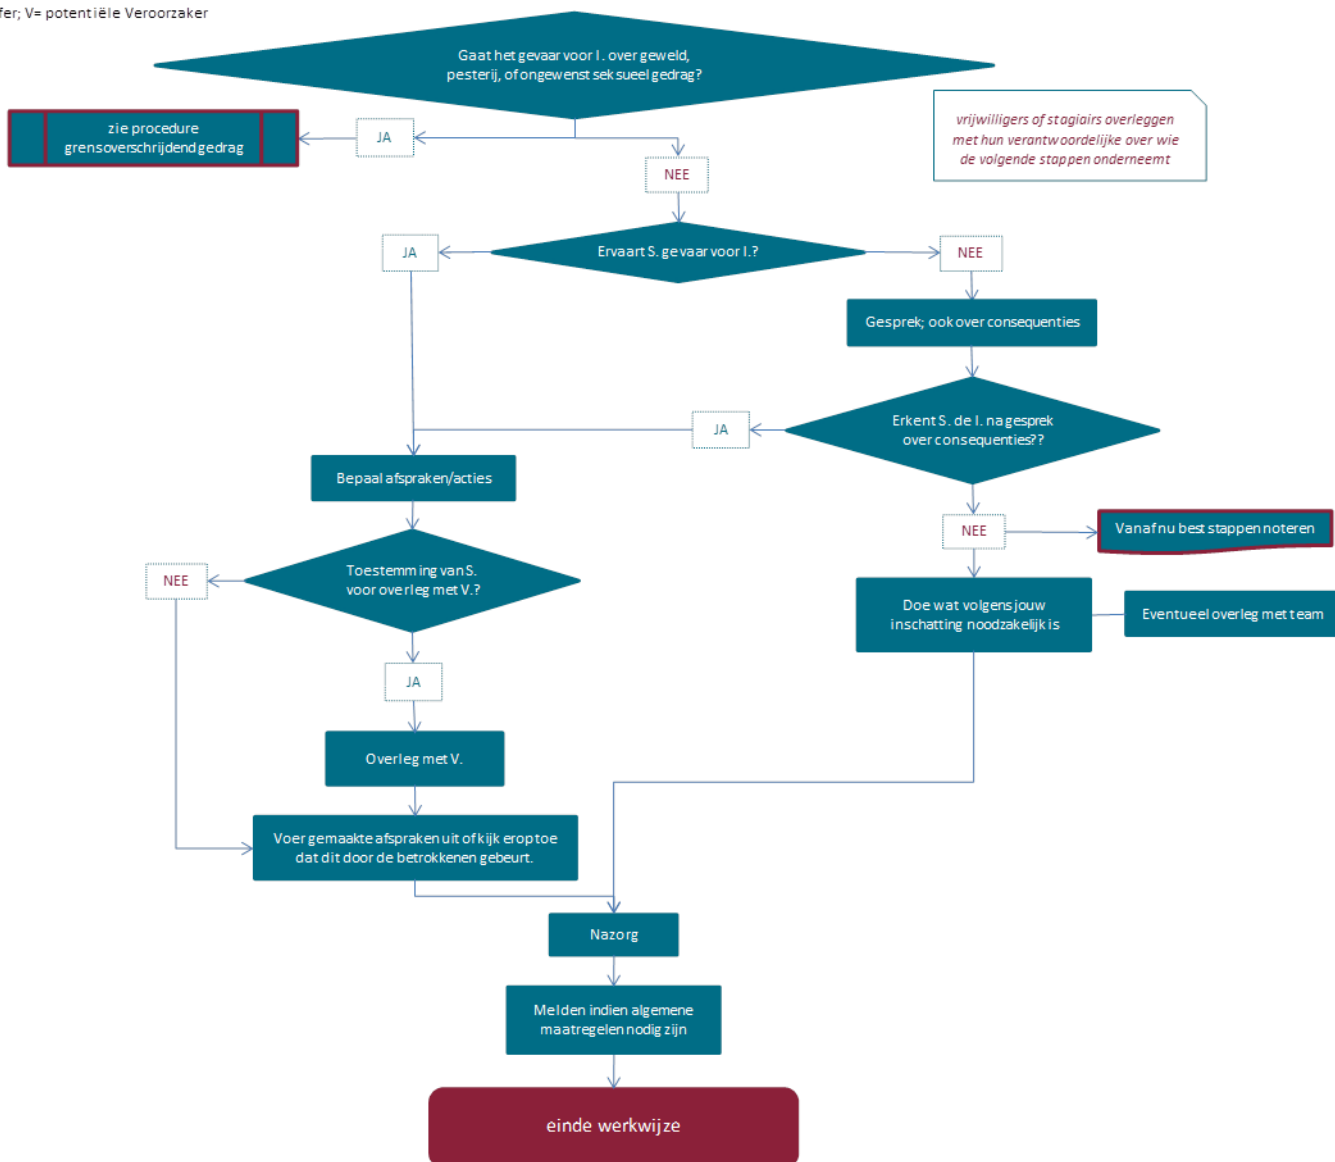 fer; V= potentiële Veroorzaker
Gaat het gevaar voor I. over geweld,
pesterij, of ongewenst seksueel gedrag?
zie procedure
grensoverschrijdend gedrag
JA
NEE
vrijwilligers of stagiairs overleggen
met hun verantwoordelijke over wie
de volgende stappen onderneemt
JA
Ervaart S. gevaar voor I.?
NEE
Gesprek; ook over consequenties
JA
Erkent S. de I. na gesprek
over consequenties??
Bepaal afspraken/acties
NEE
Vanaf nu best stappen noteren
NEE
Toestemming van S.
voor overleg met V.?
Doe wat volgens jouw
inschatting noodzakelijk is
Eventueel overleg met team
JA
Overleg met V.
Voer gemaakte afspraken uit of kijk erop toe
dat dit door de betrokkenen gebeurt.
Nazorg
Melden indien algemene
maatregelen nodig zijn
einde werkwijze